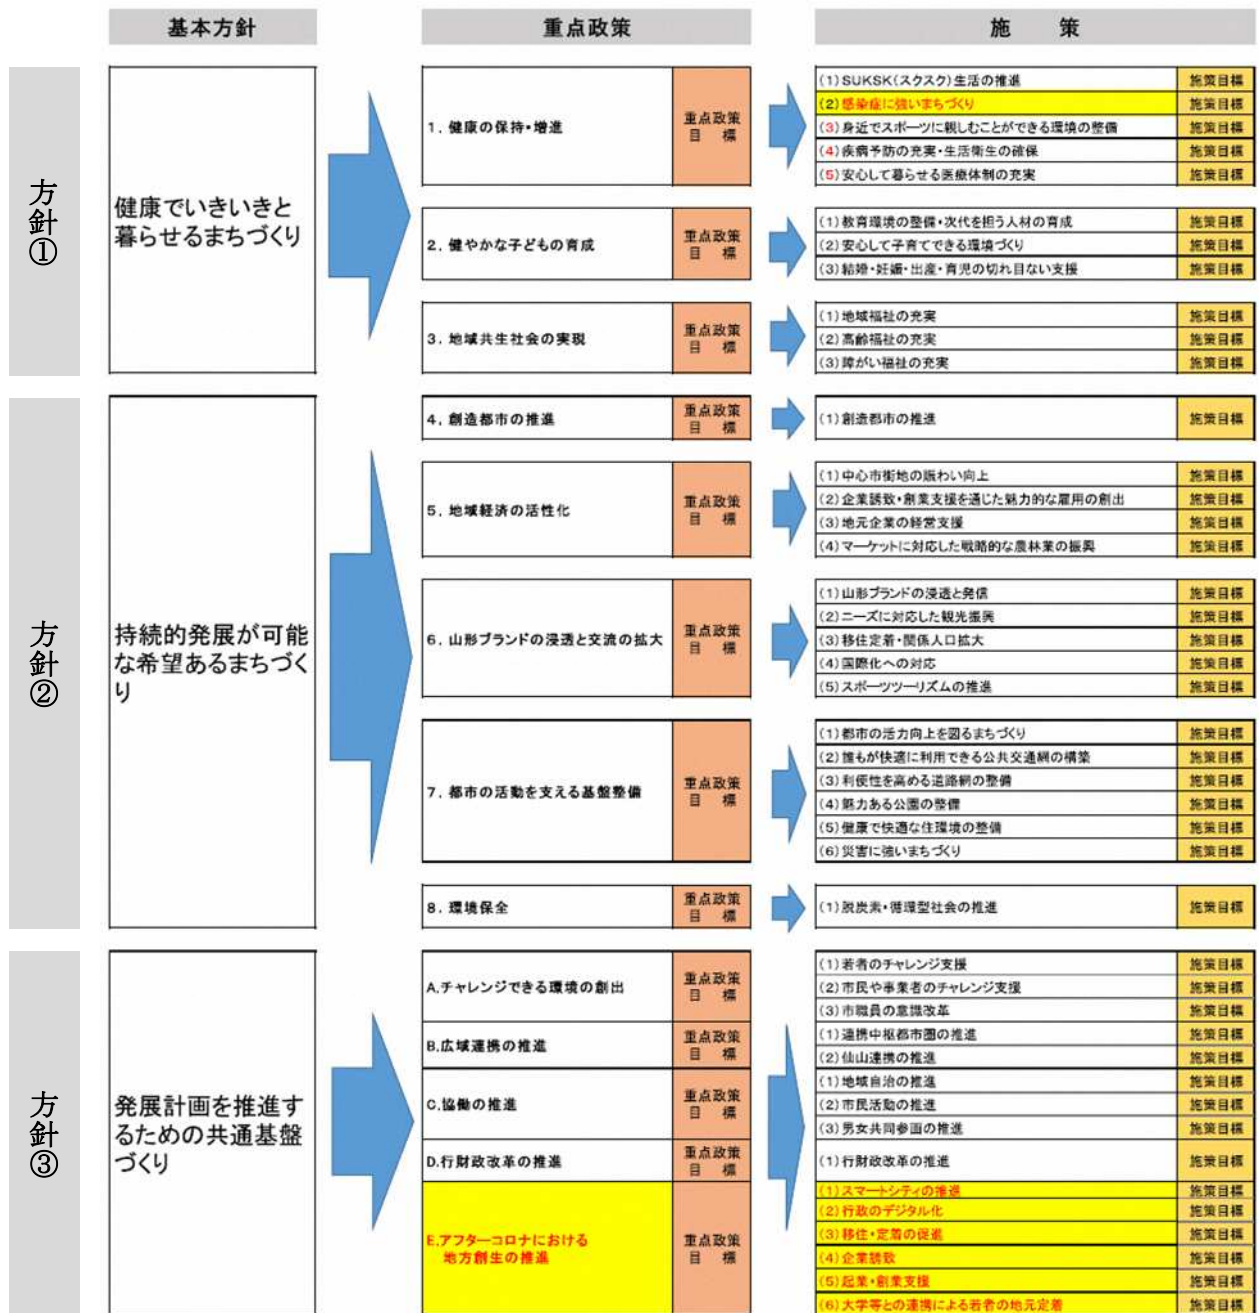 基本方針
重点政策
施 策
方針①
健康でいきいきと
暮らせるまちづくり
1. 健康の保持・増進
重点政策
目 標
(1)SUKSK(スクスク)生活の推進 施策目標
(2)感染症に強いまちづくり 施策目標
(3)身近でスポーツに親しむことができる環境の整備 施策目標
(4)疾病予防の充実・生活衛生の確保 施策目標
(5)安心して暮らせる医療体制の充実 施策目標
2. 健やかな子どもの育成
重点政策
目 標
(1)教育環境の整備・次代を担う人材の育成 施策目標
(2)安心して子育てできる環境づくり 施策目標
(3)結婚・妊娠・出産・育児の切れ目ない支援 施策目標
3. 地域共生社会の実現
重点政策
目 標
(1)地域福祉の充実 施策目標
(2)高齢福祉の充実 施策目標
(3)障がい福祉の充実 施策目標
方針②
持続的発展が可能
な希望あるまちづく
り
4. 創造都市の推進
重点政策
目 標
(1)創造都市の推進 施策目標
5. 地域経済の活性化
重点政策
目 標
(1)中心市街地の賑わい向上 施策目標
(2)企業誘致・創業支援を通じた魅力的な雇用の創出 施策目標
(3)地元企業の経営支援 施策目標
(4)マーケットに対応した戦略的な農林業の振興 施策目標
6. 山形ブランドの浸透と交流の拡大
重点政策
目 標
(1)山形ブランドの浸透と発信 施策目標
(2)ニーズに対応した観光振興 施策目標
(3)移住定着・関係人口拡大 施策目標
(4)国際化への対応 施策目標
(5)スポーツツーリズムの推進 施策目標
7. 都市の活動を支える基盤整備
重点政策
目 標
(1)都市の活力向上を図るまちづくり 施策目標
(2)誰もが快適に利用できる公共交通網の構築 施策目標
(3)利便性を高める道路網の整備 施策目標
(4)魅力ある公園の整備 施策目標
(5)健康で快適な住環境の整備 施策目標
(6)災害に強いまちづくり 施策目標
8. 環境保全
重点政策
目 標
(1)脱炭素・循環型社会の推進 施策目標
方針③
発展計画を推進す
るための共通基盤
づくり
A.チャレンジできる環境の創出
重点政策
目 標
(1)若者のチャレンジ支援 施策目標
(2)市民や事業者のチャレンジ支援 施策目標
(3)市職員の意識改革 施策目標
B.広域連携の推進
重点政策
目 標
(1)連携中枢都市圏の推進 施策目標
(2)仙山連携の推進 施策目標
C.協働の推進
重点政策
目 標
(1)地域自治の推進 施策目標
(2)市民活動の推進 施策目標
(3)男女共同参画の推進 施策目標
D.行財政改革の推進
重点政策
目 標
(1)行財政改革の推進 施策目標
E.アフターコロナにおける
地方創生の推進
重点政策
目 標
(1)スマートシティの推進 施策目標
(2)行政のデジタル化 施策目標
(3)移住・定着の促進 施策目標
(4)企業誘致 施策目標
(5)起業・創業支援 施策目標
(6)大学等との連携による若者の地元定着 施策目標